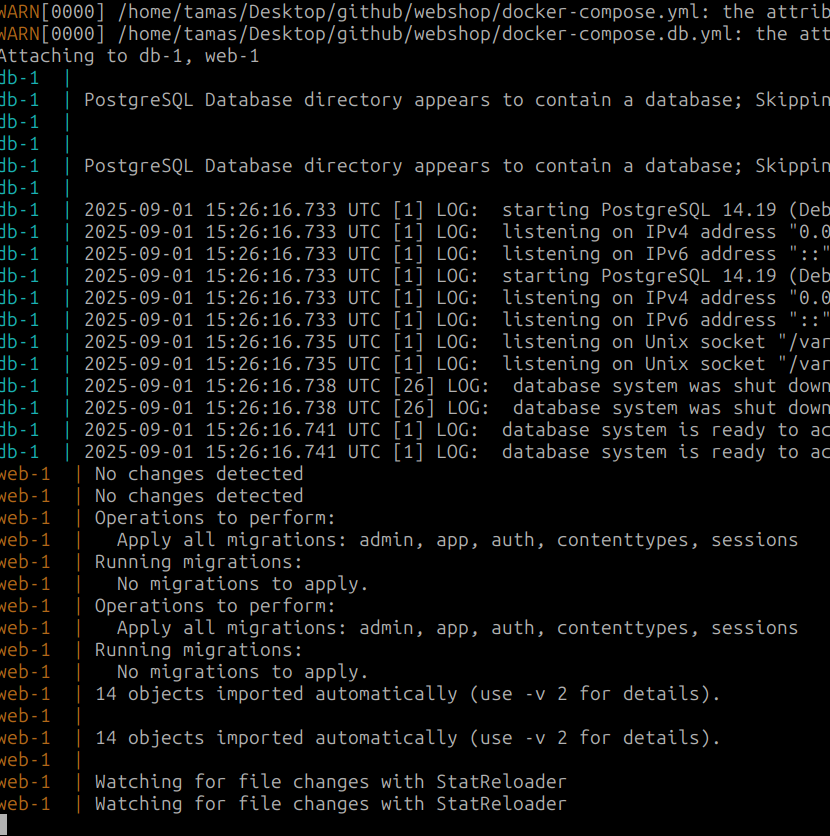 WARN[0000] /home/tamas/Desktop/github/webshop/docker-compose.yml: the attrib
WARN[0000] /home/tamas/Desktop/github/webshop/docker-compose.db.yml: the att
Attaching to db-1, web-1
db-1 |
db-1 | PostgreSQL Database directory appears to contain a database; Skippin
db-1 |
db-1 |
db-1 | PostgreSQL Database directory appears to contain a database; Skippin
db-1 |
db-1 | 2025-09-01 15:26:16.733 UTC [1] LOG:  starting PostgreSQL 14.19 (Deb
db-1 | 2025-09-01 15:26:16.733 UTC [1] LOG:  listening on IPv4 address "0.0
db-1 | 2025-09-01 15:26:16.733 UTC [1] LOG:  listening on IPv6 address "::"
db-1 | 2025-09-01 15:26:16.733 UTC [1] LOG:  starting PostgreSQL 14.19 (Deb
db-1 | 2025-09-01 15:26:16.733 UTC [1] LOG:  listening on IPv4 address "0.0
db-1 | 2025-09-01 15:26:16.733 UTC [1] LOG:  listening on IPv6 address "::"
db-1 | 2025-09-01 15:26:16.735 UTC [1] LOG:  listening on Unix socket "/var
db-1 | 2025-09-01 15:26:16.735 UTC [1] LOG:  listening on Unix socket "/var
db-1 | 2025-09-01 15:26:16.738 UTC [26] LOG:  database system was shut down
db-1 | 2025-09-01 15:26:16.738 UTC [26] LOG:  database system was shut down
db-1 | 2025-09-01 15:26:16.741 UTC [1] LOG:  database system is ready to ac
db-1 | 2025-09-01 15:26:16.741 UTC [1] LOG:  database system is ready to ac
web-1 | No changes detected
web-1 | No changes detected
web-1 | Operations to perform:
web-1 |   Apply all migrations: admin, app, auth, contenttypes, sessions
web-1 | Running migrations:
web-1 |   No migrations to apply.
web-1 | Operations to perform:
web-1 |   Apply all migrations: admin, app, auth, contenttypes, sessions
web-1 | Running migrations:
web-1 |   No migrations to apply.
web-1 | 14 objects imported automatically (use -v 2 for details).
web-1 |
web-1 | 14 objects imported automatically (use -v 2 for details).
web-1 |
web-1 | Watching for file changes with StatReloader
web-1 | Watching for file changes with StatReloader